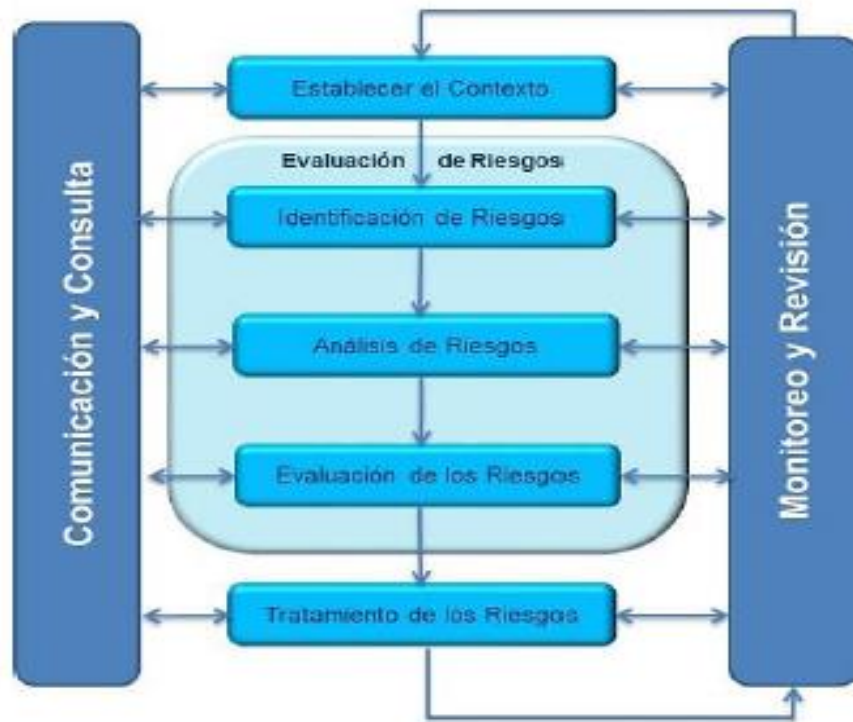 Comunicación y Consulta
Establecer el Contexto
Evaluación de Riesgos
Identificación de Riesgos
Análisis de Riesgos
Evaluación de los Riesgos
Tratamiento de los Riesgos
Monitoreo y Revisión